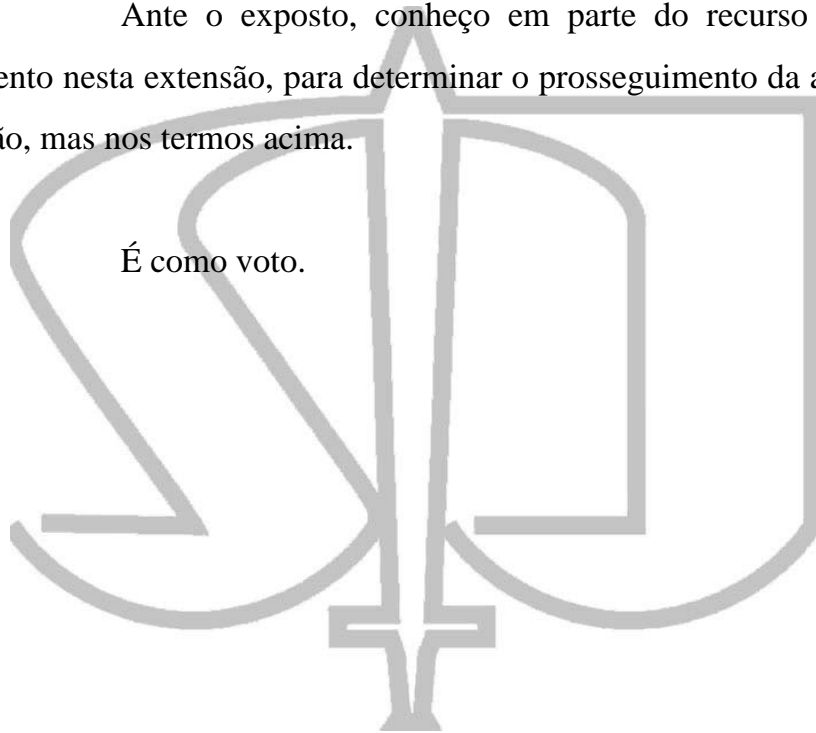 Ante o exposto, conheço em parte do recurso
ento nesta extensão, para determinar o prosseguimento da a
ão, mas nos termos acima.
É como voto.